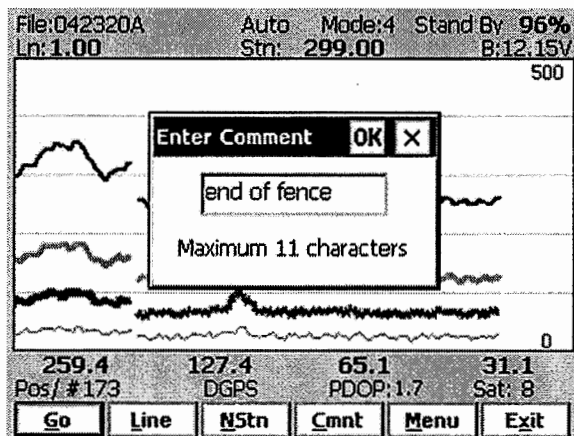 File:042320A Auto Mode:4 Stand By 96%
Ln:1.00 Stn: 299.00 B:12.15V
500
Enter Comment OK ×
end of fence
Maximum 11 characters
0
259.4 127.4 65.1 31.1
Pos/ #173 DGPS PDOP:1.7 Sat: 8
Go Line NStn Cmnt Menu Exit